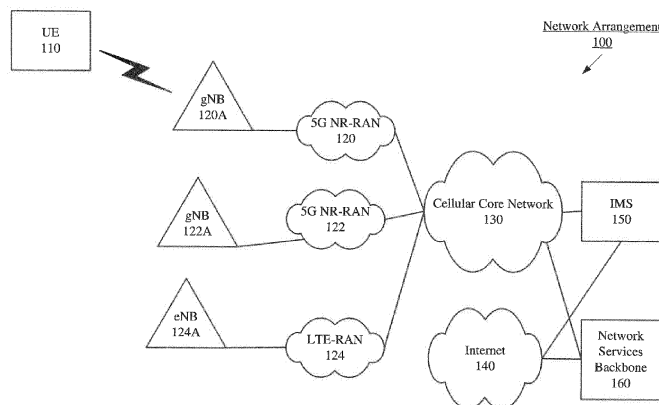 UE
110
Network Arrangement
100
gNB
120A
5G NR-RAN
120
gNB
122A
5G NR-RAN
122
Cellular Core Network
130
IMS
150
eNB
124A
LTE-RAN
124
Internet
140
Network
Services
Backbone
160